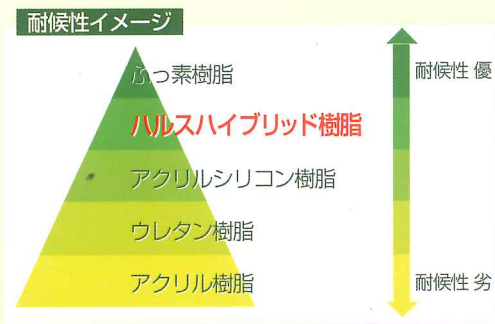 耐候性イメージ
ふっ素樹脂
耐候性 優
ハルスハイブリッド樹脂
アクリルシリコン樹脂
ウレタン樹脂
アクリル樹脂
耐候性 劣